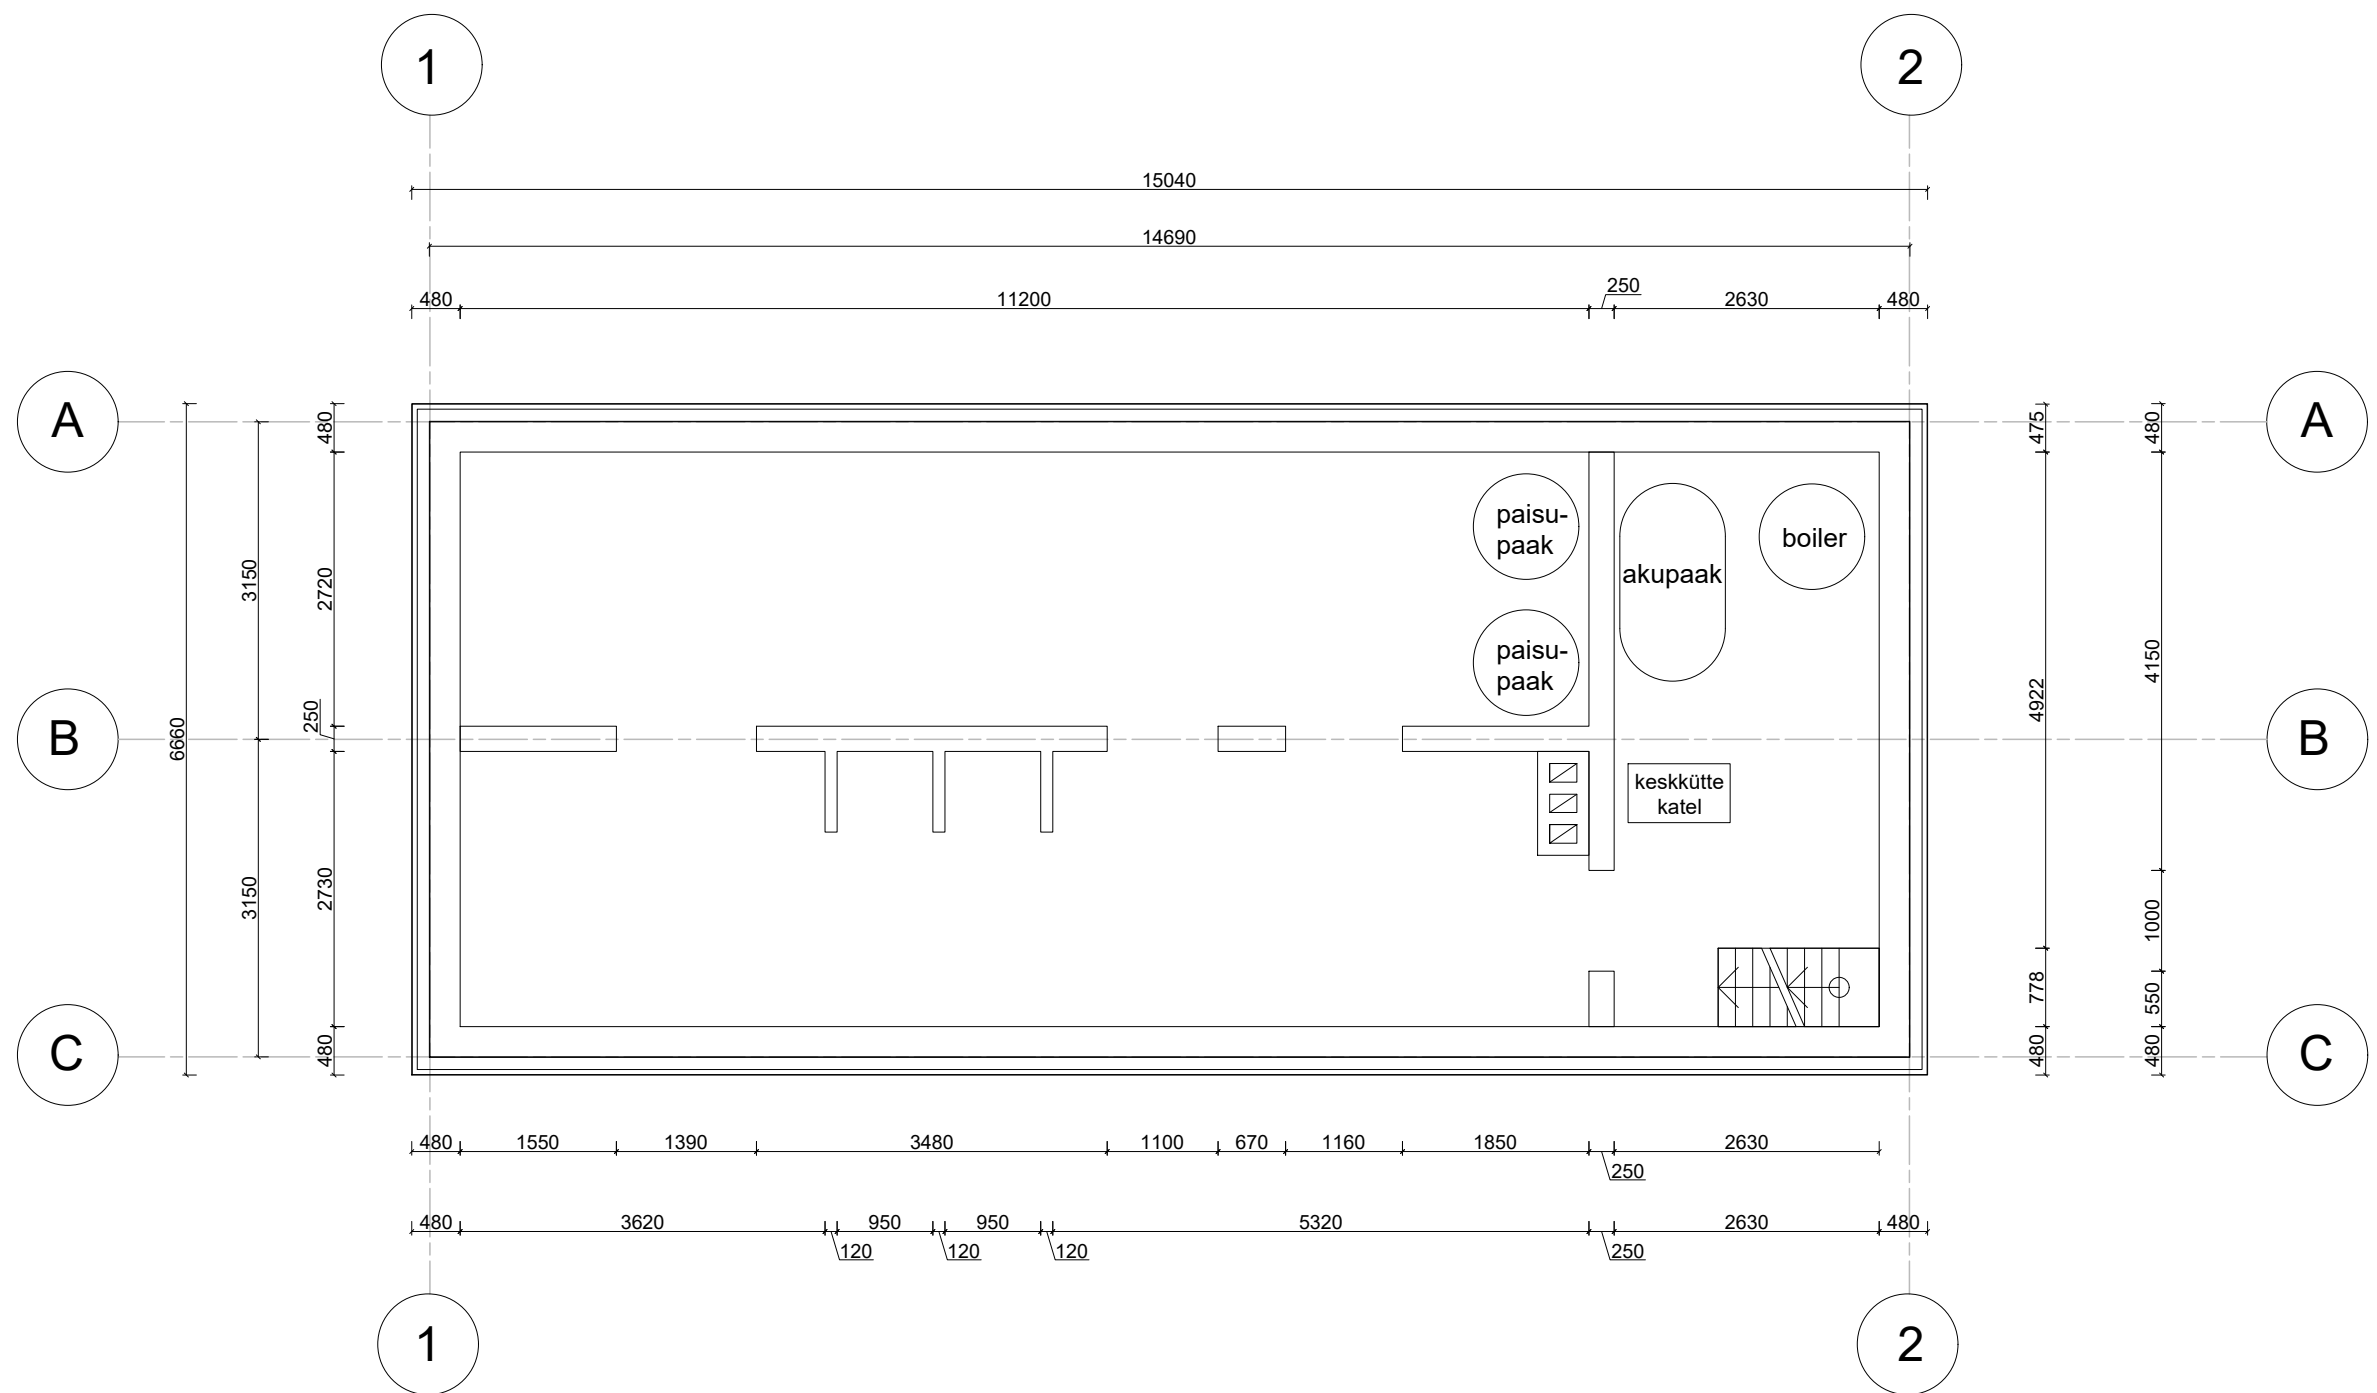 1 2
15040
14690
480 11200 250 2630 480
A A
480 475 480
paisu-
paak
akupaak
boiler
3150 2720
paisu-
paak
4922 4150
250
6660
B B
keskkütte
katel
3150 2730
1000
778 550
480 480 480
C C
480 1550 1390 3480 1100 670 1160 1850 2630
250
480 3620 950 950 5320 2630 480
120 120 120 250
1 2